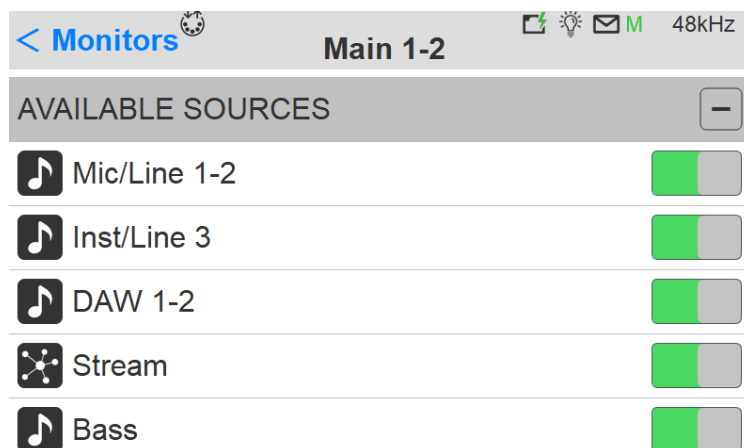 < Monitors
Main 1-2
M
48kHz
AVAILABLE SOURCES
Mic/Line 1-2
Inst/Line 3
DAW 1-2
Stream
Bass